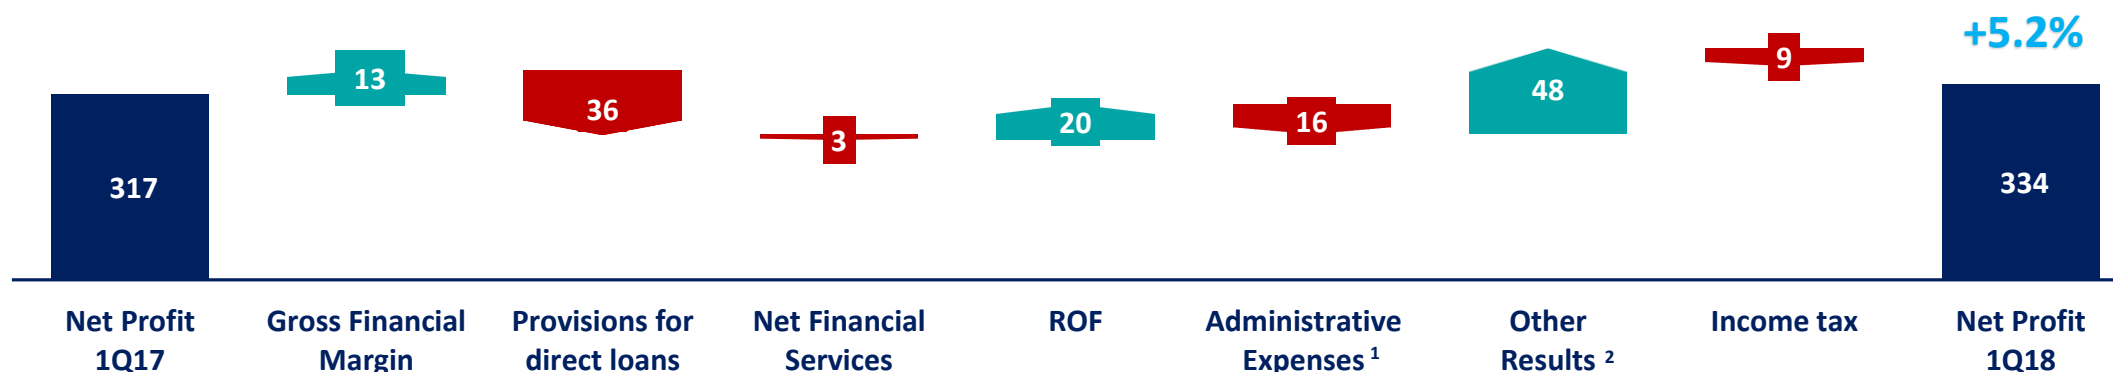 +5.2%
317
13
36
3
20
16
48
9
334
Net Profit
1Q17
Gross Financial
Margin
Provisions for
direct loans
Net Financial
Services
ROF
Administrative
Expenses ¹
Other
Results ²
Income tax
Net Profit
1Q18